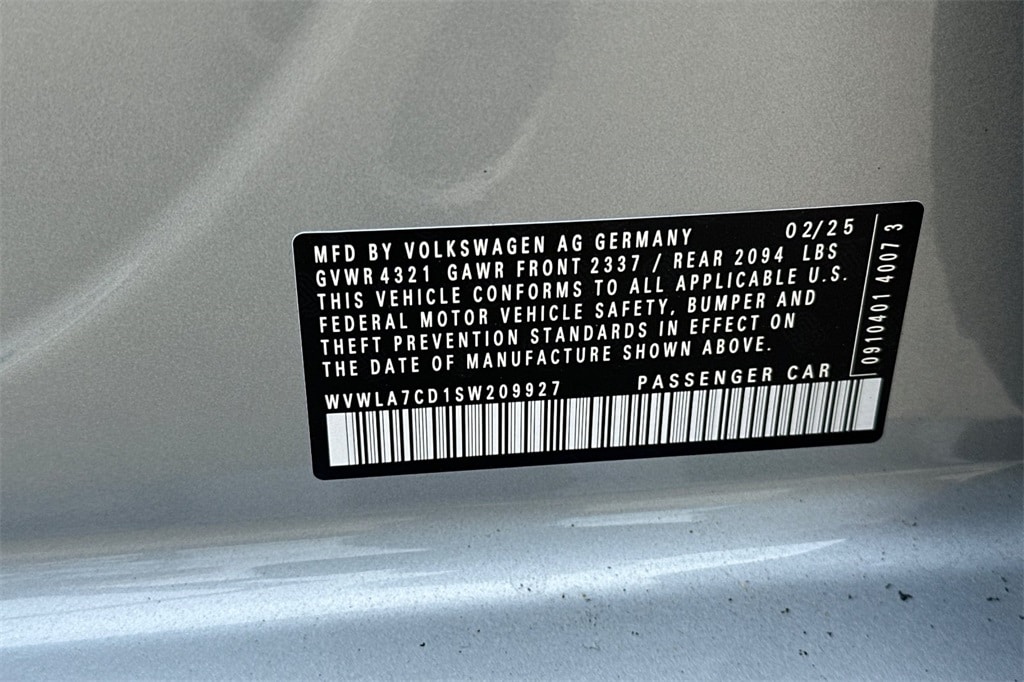 MFD BY VOLKSWAGEN AG GERMANY 02/25
GVWR 4321 GAWR FRONT 2337 / REAR 2094 LBS
THIS VEHICLE CONFORMS TO ALL APPLICABLE U.S.
FEDERAL MOTOR VEHICLE SAFETY, BUMPER AND
THEFT PREVENTION STANDARDS IN EFFECT ON
THE DATE OF MANUFACTURE SHOWN ABOVE.
WVWLA7CD1SW209927 PASSENGER CAR
0910401 4007 3